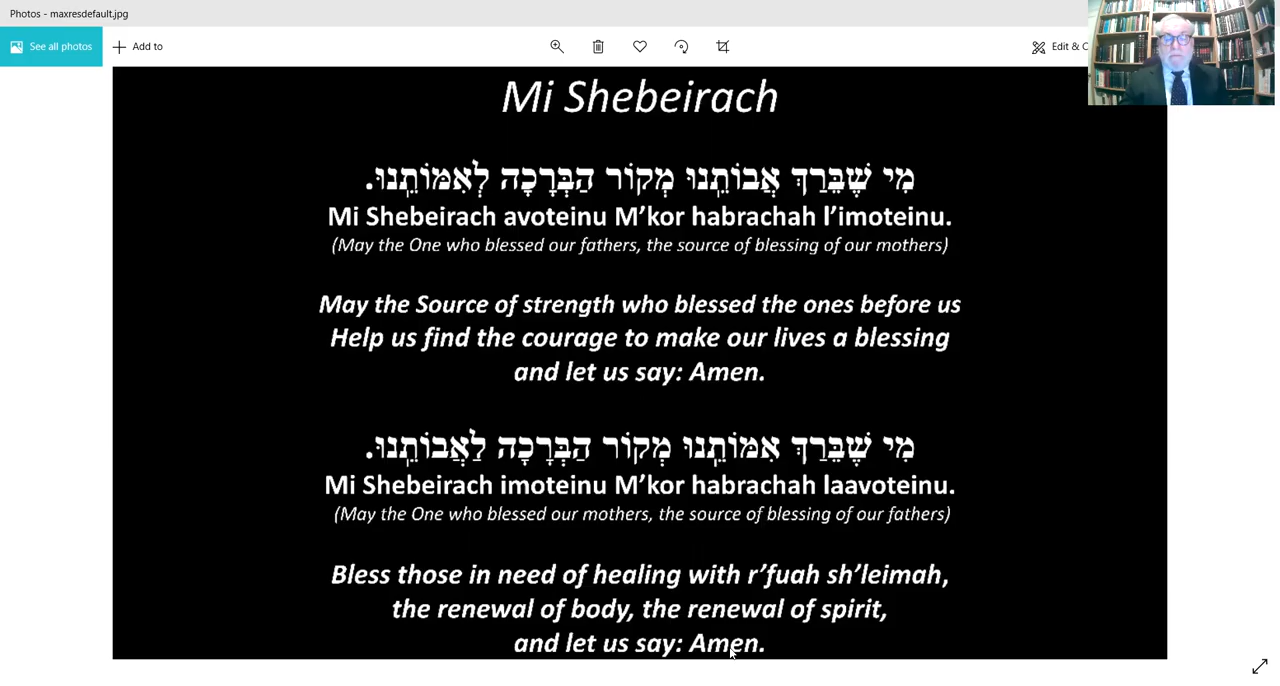 Photos - maxresdefault.jpg
See all photos
Add to
Edit & C
Mi Shebeirach
מִי שֶׁבֵּרַךְ אֲבוֹתֵֽנוּ מְקוֹר הַבְּרָכָה לְאִמּוֹתֵֽנוּ.
Mi Shebeirach avoteinu M’kor habrachah l’imoteinu.
(May the One who blessed our fathers, the source of blessing of our mothers)
May the Source of strength who blessed the ones before us
Help us find the courage to make our lives a blessing
and let us say: Amen.
מִי שֶׁבֵּרַךְ אִמּוֹתֵֽנוּ מְקוֹר הַבְּרָכָה לַאֲבוֹתֵֽנוּ.
Mi Shebeirach imoteinu M’kor habrachah laavoteinu.
(May the One who blessed our mothers, the source of blessing of our fathers)
Bless those in need of healing with r’fuah sh’leimah,
the renewal of body, the renewal of spirit,
and let us say: Amen.